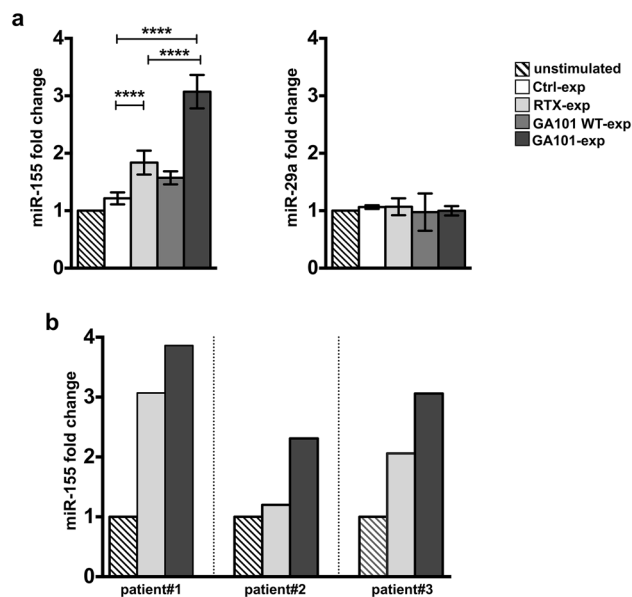 a
****
****
****
miR-155 fold change
4
3
2
1
0
miR-29a fold change
4
3
2
1
0
unstimulated
Ctrl-exp
RTX-exp
GA101 WT-exp
GA101-exp
b
miR-155 fold change
4
3
2
1
0
patient#1
patient#2
patient#3